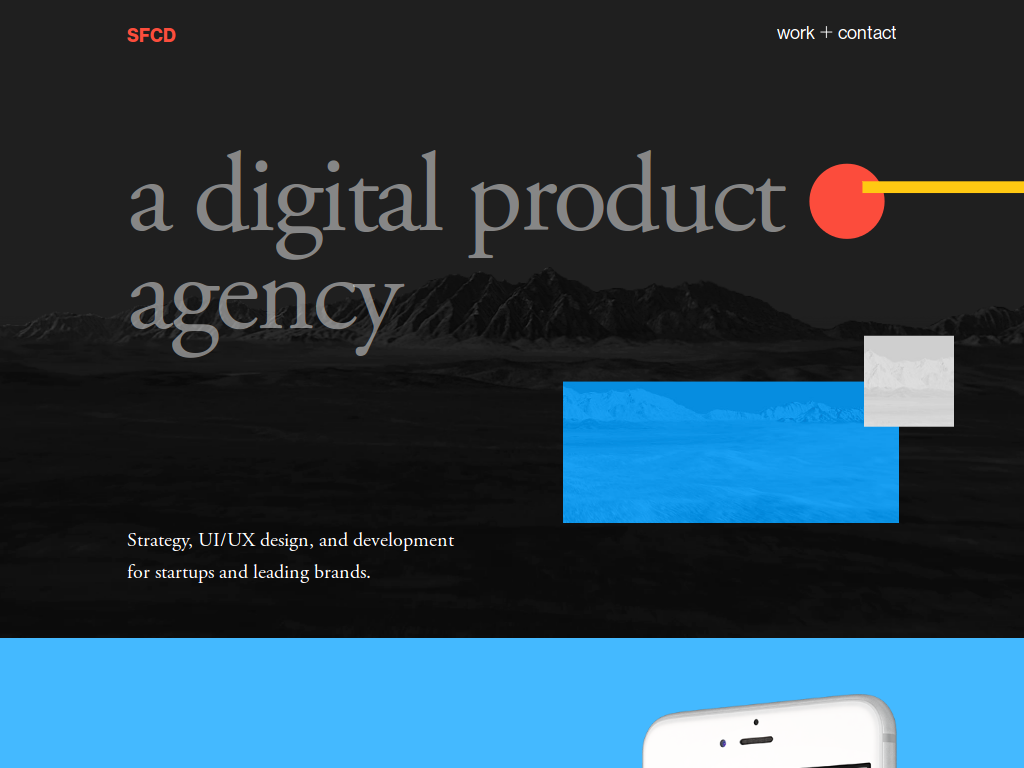 SFCD
work + contact
a digital product
agency
Strategy, UI/UX design, and development
for startups and leading brands.